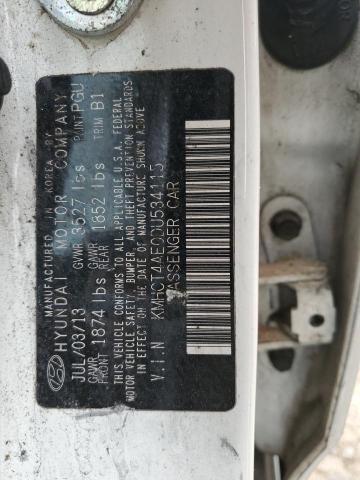 MANUFACTURED IN KOREA BY
HYUNDAI MOTOR COMPANY
JUL/03/13 GVWR 3527 lbs PAINT PGU
GAWR FRONT 1874 lbs GAWR REAR 1852 lbs TRIM B1
THIS VEHICLE CONFORMS TO ALL APPLICABLE U.S.A. FEDERAL
MOTOR VEHICLE SAFETY, BUMPER, AND THEFT PREVENTION STANDARDS
IN EFFECT ON THE DATE OF MANUFACTURE SHOWN ABOVE
V.I.N
PASSENGER CAR